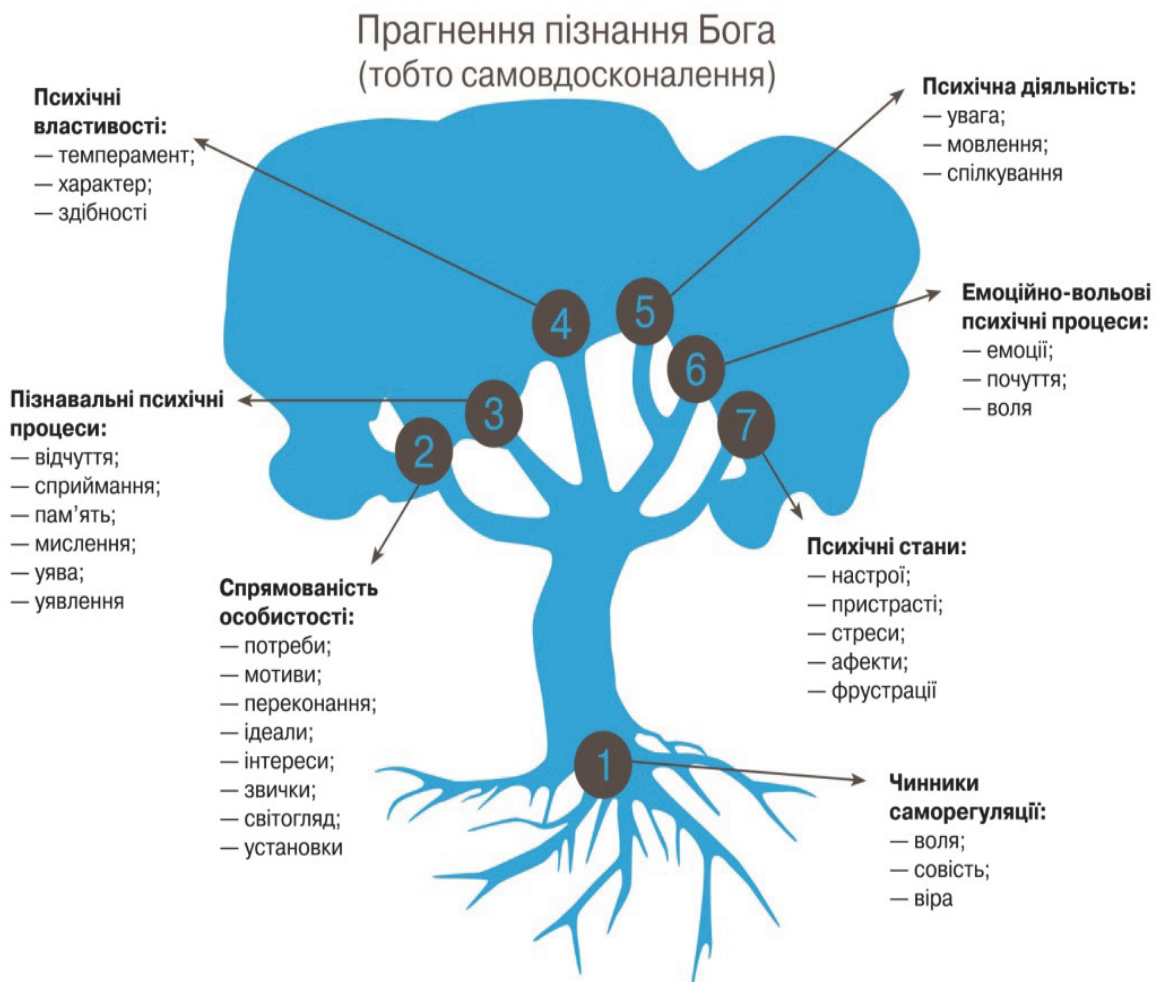 Прагнення пізнання Бога
(тобто самовдосконалення)
Психічні
властивості:
— темперамент;
— характер;
— здібності
Психічна діяльність:
— увага;
— мовлення;
— спілкування
4
5
6
3
2
7
1
Емоційно-вольові
психічні процеси:
— емоції;
— почуття;
— воля
Пізнавальні психічні
процеси:
— відчуття;
— сприймання;
— пам’ять;
— мислення;
— уява;
— уявлення
Спрямованість
особистості:
— потреби;
— мотиви;
— переконання;
— ідеали;
— інтереси;
— звички;
— світогляд;
— установки
Психічні стани:
— настрої;
— пристрасті;
— стреси;
— афекти;
— фрустрації
Чинники
саморегуляції:
— воля;
— совість;
— віра